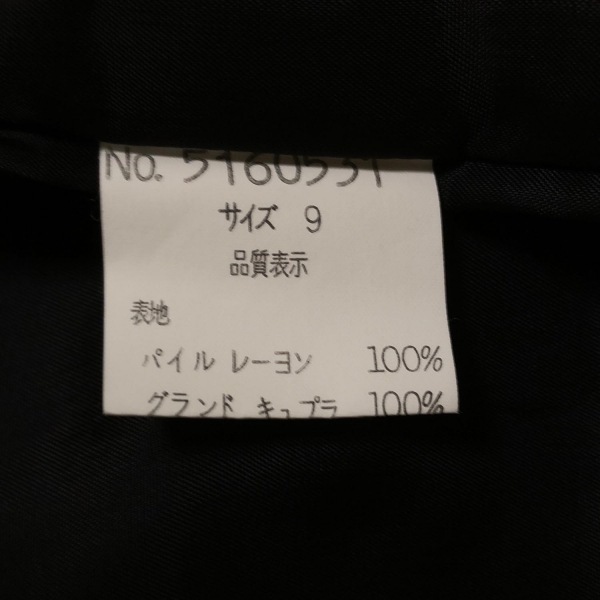 No. 5160531
サイズ 9
品質表示
表地
パイル レーヨン 100%
グランド キュプラ 100%